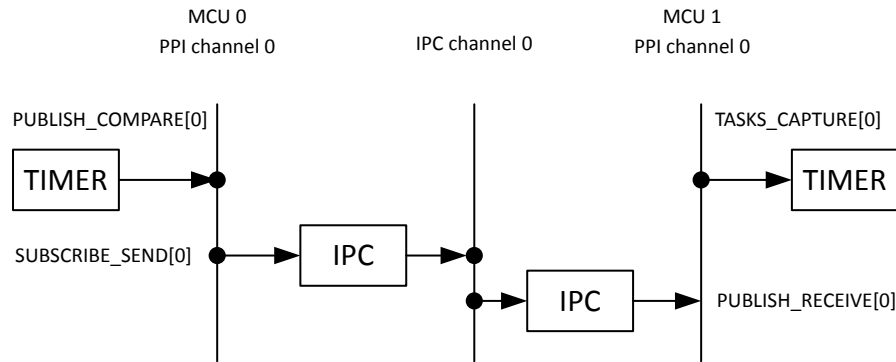 MCU 0
PPI channel 0
IPC channel 0
MCU 1
PPI channel 0
PUBLISH_COMPARE[0]
TASKS_CAPTURE[0]
TIMER
TIMER
SUBSCRIBE_SEND[0]
IPC
IPC
PUBLISH_RECEIVE[0]